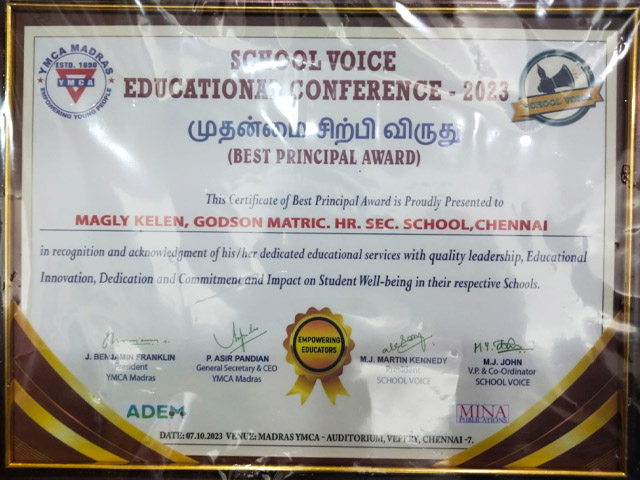 YMCA MADRAS
ESTD. 1890
YMCA
EMPOWERING YOUNG PEOPLE
SCHOOL VOICE
EDUCATIONAL CONFERENCE - 2023
SCHOOL VOICE
முதன்மை சிற்பி விருது
(BEST PRINCIPAL AWARD)
This Certificate of Best Principal Award is Proudly Presented to
MAGLY KELEN, GODSON MATRIC. HR. SEC. SCHOOL,CHENNAI
in recognition and acknowledgment of his/her dedicated educational services with quality leadership, Educational
Innovation, Dedication and Commitment and Impact on Student Well-being in their respective Schools.
EMPOWERING
EDUCATORS
J. BENJAMIN FRANKLIN
President
YMCA Madras
P. ASIR PANDIAN
General Secretary & CEO
YMCA Madras
M.J. MARTIN KENNEDY
President
SCHOOL VOICE
M.J. JOHN
V.P. & Co-Ordinator
SCHOOL VOICE
ADEM
MINA
PUBLICATIONS
DATE: 07.10.2023 VENUE: MADRAS YMCA - AUDITORIUM, VEPERY, CHENNAI -7.